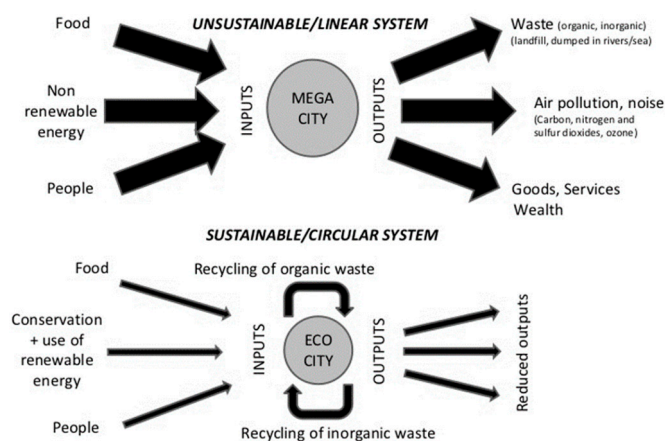 UNSUSTAINABLE/LINEAR SYSTEM
Food
Non
renewable
energy
People
INPUTS
MEGA
CITY
OUTPUTS
Waste (organic, inorganic)
(landfill, dumped in rivers/sea)
Air pollution, noise
(Carbon, nitrogen and
sulfur dioxides, ozone)
Goods, Services
Wealth
SUSTAINABLE/CIRCULAR SYSTEM
Food
Conservation
+ use of
renewable
energy
People
INPUTS
Recycling of organic waste
ECO
CITY
Recycling of inorganic waste
OUTPUTS
Reduced outputs